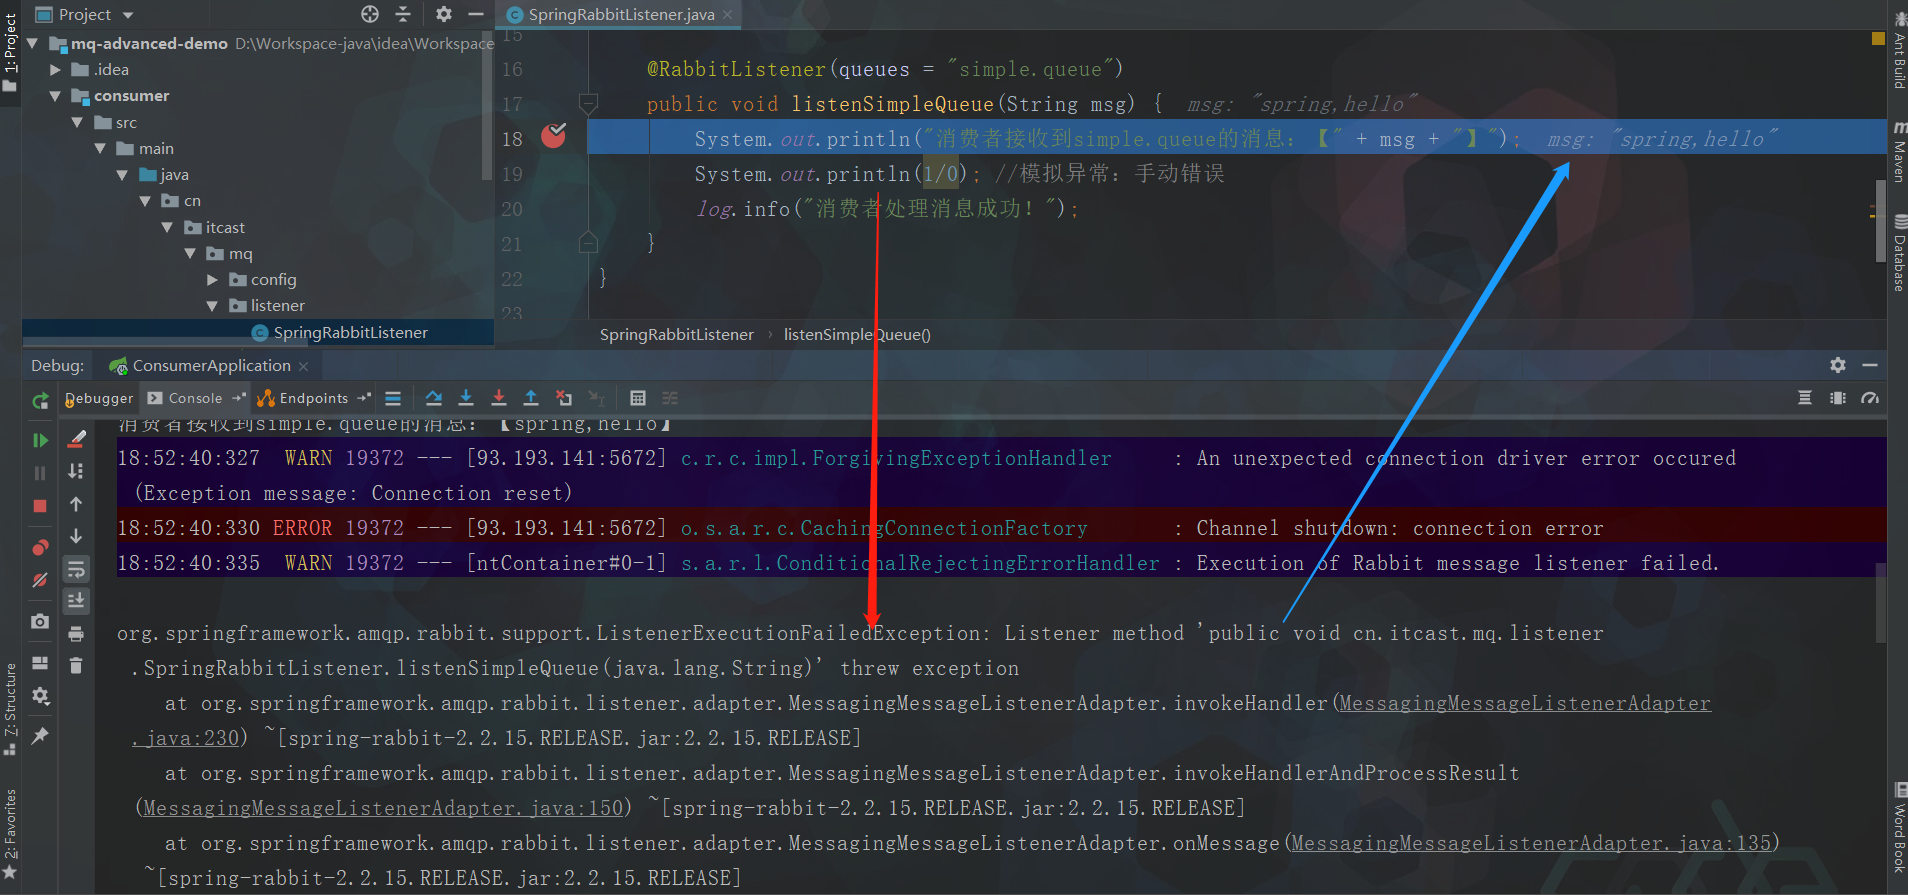 Project
SpringRabbitListener.java
1: Project
mq-advanced-demo D:\Workspace-java\idea\Workspace
.idea
consumer
src
main
java
cn
itcast
mq
config
listener
SpringRabbitListener
15
16 @RabbitListener(queues = "simple.queue")
17 public void listenSimpleQueue(String msg) { msg: "spring,hello"
18 System.out.println("消费者接收到simple.queue的消息：【" + msg + "】"); msg: "spring,hello"
19 System.out.println(1/0); //模拟异常：手动错误
20 log.info("消费者处理消息成功！");
21 }
22 }
23
SpringRabbitListener › listenSimpleQueue()
Ant Build
Maven
Database
Word Book
Debug: ConsumerApplication
Debugger Console Endpoints
消费者接收到simple.queue的消息：【spring,hello】
18:52:40:327 WARN 19372 --- [93.193.141:5672] c.r.c.impl.ForgivingExceptionHandler : An unexpected connection driver error occured
(Exception message: Connection reset)
18:52:40:330 ERROR 19372 --- [93.193.141:5672] o.s.a.r.c.CachingConnectionFactory : Channel shutdown: connection error
18:52:40:335 WARN 19372 --- [ntContainer#0-1] s.a.r.l.ConditionalRejectingErrorHandler : Execution of Rabbit message listener failed.
org.springframework.amqp.rabbit.support.ListenerExecutionFailedException: Listener method 'public void cn.itcast.mq.listener
.SpringRabbitListener.listenSimpleQueue(java.lang.String)' threw exception
at org.springframework.amqp.rabbit.listener.adapter.MessagingMessageListenerAdapter.invokeHandler(MessagingMessageListenerAdapter
.java:230) ~[spring-rabbit-2.2.15.RELEASE.jar:2.2.15.RELEASE]
at org.springframework.amqp.rabbit.listener.adapter.MessagingMessageListenerAdapter.invokeHandlerAndProcessResult
(MessagingMessageListenerAdapter.java:150) ~[spring-rabbit-2.2.15.RELEASE.jar:2.2.15.RELEASE]
at org.springframework.amqp.rabbit.listener.adapter.MessagingMessageListenerAdapter.onMessage(MessagingMessageListenerAdapter.java:135)
~[spring-rabbit-2.2.15.RELEASE.jar:2.2.15.RELEASE]
Z: Structure
2: Favorites